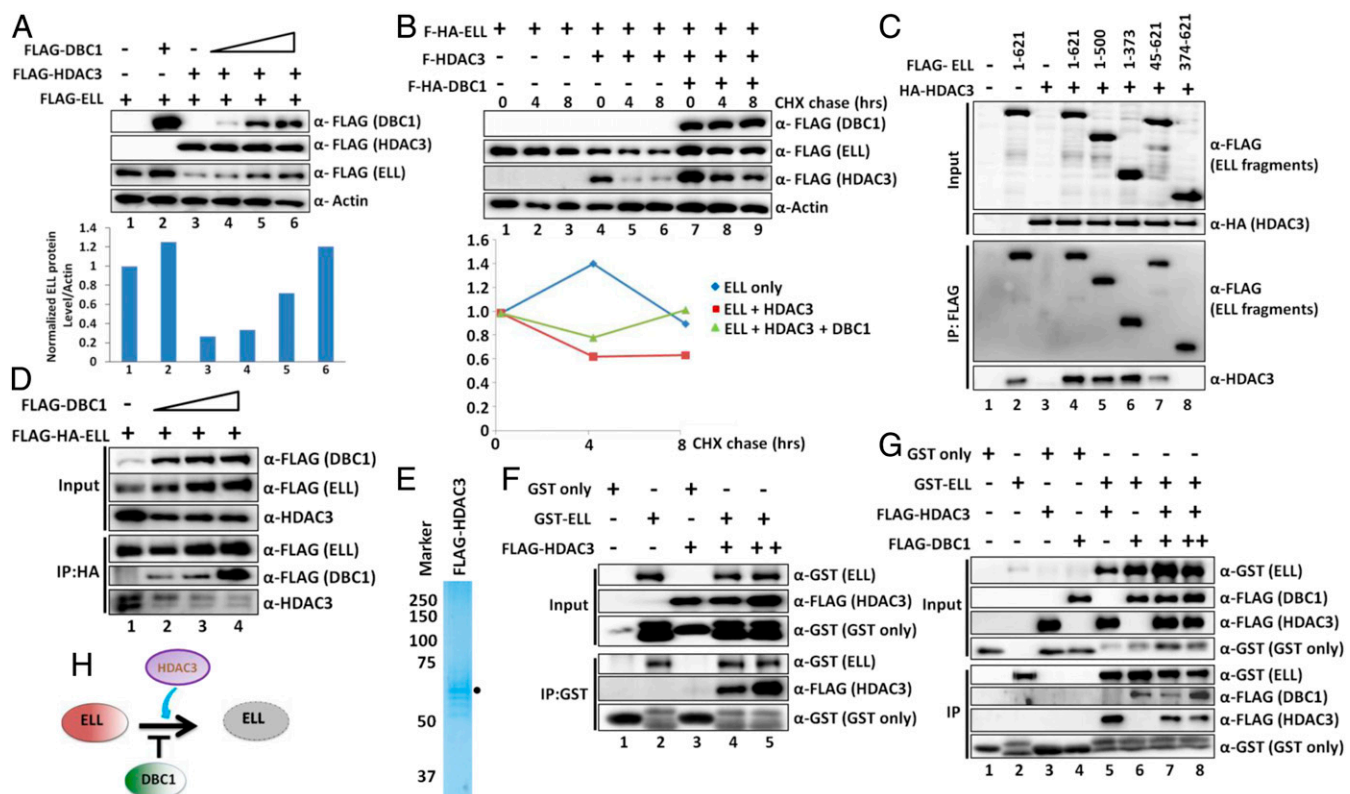 A
FLAG-DBC1 - + -
FLAG-HDAC3 - - + + + +
FLAG-ELL + + + + + +
α- FLAG (DBC1)
α- FLAG (HDAC3)
α- FLAG (ELL)
α- Actin
1 2 3 4 5 6
Normalized ELL protein
Level/Actin
1.4
1.2
1
0.8
0.6
0.4
0.2
0
1 2 3 4 5 6
B
F-HA-ELL + + + + + + + + +
F-HDAC3 - - - + + + + + +
F-HA-DBC1 - - - - - - + + +
0 4 8 0 4 8 0 4 8 CHX chase (hrs)
α- FLAG (DBC1)
α- FLAG (ELL)
α- FLAG (HDAC3)
α-Actin
1 2 3 4 5 6 7 8 9
1.6
1.4
1.2
1.0
0.8
0.6
0.4
0.2
0
0 4 8 CHX chase (hrs)
ELL only
ELL + HDAC3
ELL + HDAC3 + DBC1
C
FLAG- ELL - 1-621 - 1-621 1-500 1-373 45-621 374-621
HA-HDAC3 - - + + + + + +
Input
α-FLAG
(ELL fragments)
α-HA (HDAC3)
IP: FLAG
α-FLAG
(ELL fragments)
α-HDAC3
1 2 3 4 5 6 7 8
D
FLAG-DBC1 -
FLAG-HA-ELL + + + +
Input
α-FLAG (DBC1)
α-FLAG (ELL)
α-HDAC3
IP:HA
α-FLAG (ELL)
α-FLAG (DBC1)
α-HDAC3
1 2 3 4
E
Marker
FLAG-HDAC3
250
150
100
75
50
37
F
GST only + - + - -
GST-ELL - + - + +
FLAG-HDAC3 - - + + ++
Input
α-GST (ELL)
α-FLAG (HDAC3)
α-GST (GST only)
IP:GST
α-GST (ELL)
α-FLAG (HDAC3)
α-GST (GST only)
1 2 3 4 5
G
GST only + - + + - - - -
GST-ELL - + - - + + + +
FLAG-HDAC3 - - + - + - + +
FLAG-DBC1 - - - + - + + ++
Input
α-GST (ELL)
α-FLAG (DBC1)
α-FLAG (HDAC3)
α-GST (GST only)
IP
α-GST (ELL)
α-FLAG (DBC1)
α-FLAG (HDAC3)
α-GST (GST only)
1 2 3 4 5 6 7 8
H
HDAC3
ELL
ELL
DBC1